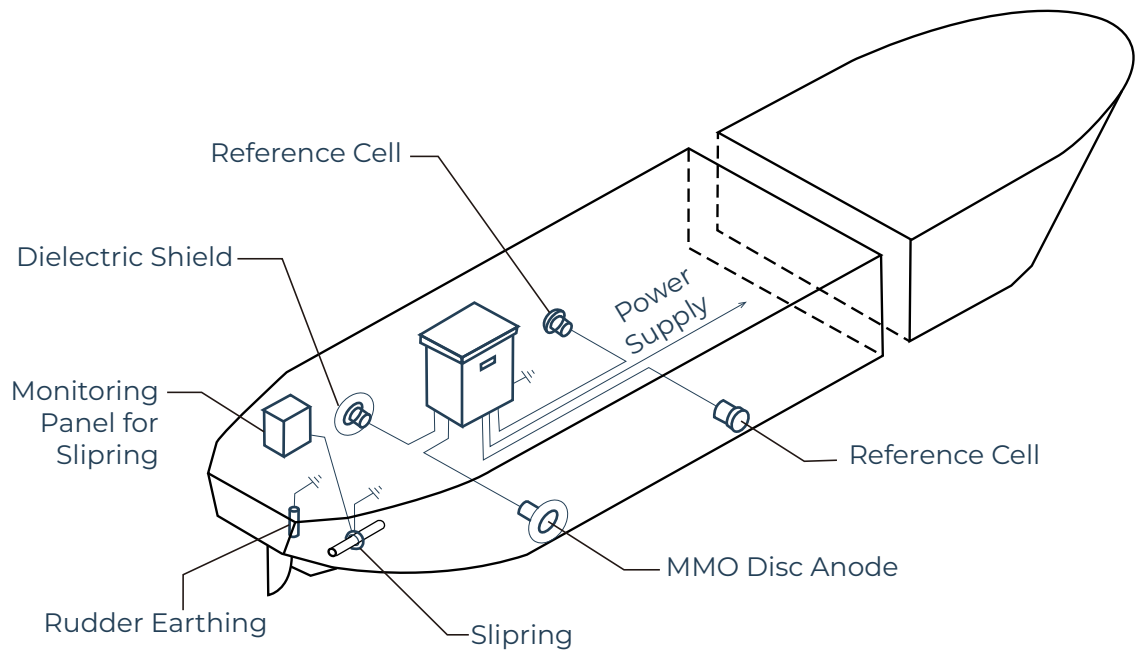 Reference Cell
Dielectric Shield
Power
Supply
Monitoring
Panel for
Slipring
Reference Cell
MMO Disc Anode
Rudder Earthing
Slipring